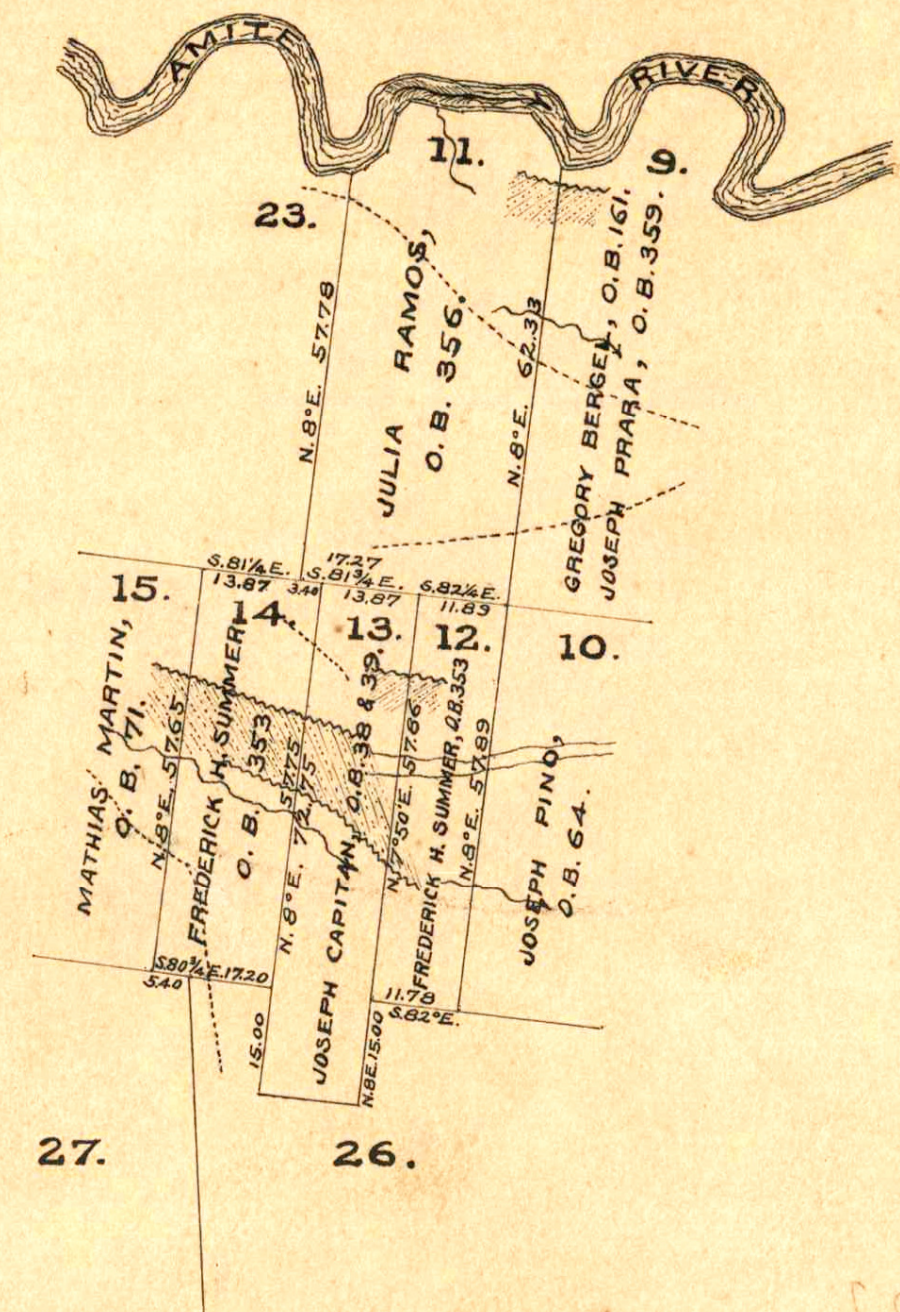 AMITE RIVER
11.
9.
23.
JULIA RAMOS,
O. B. 356.
GREGORY BERGEL, O.B. 161.
JOSEPH PRARA, O.B. 359.
N. 8° E. 57.78
N. 8° E. 62.33
S. 81¼ E.
13.87
3.40
17.27
S. 81¾ E.
13.87
S. 82¼ E.
11.89
15.
14.
13.
12.
10.
MATHIAS MARTIN,
O. B. 71.
N. 8° E. 57.65
FREDERICK H. SUMMER,
O. B. 353
57.75
N. 8° E. 72.75
JOSEPH CAPITAN, O.B. 38 & 39.
N. 7° 50' E. 57.86
FREDERICK H. SUMMER, O.B. 353
N. 8° E. 57.89
JOSEPH PINO,
O. B. 64.
S. 80¾ E. 17.20
5.40
15.00
N. 8 E. 15.00
11.78
S. 82° E.
27.
26.